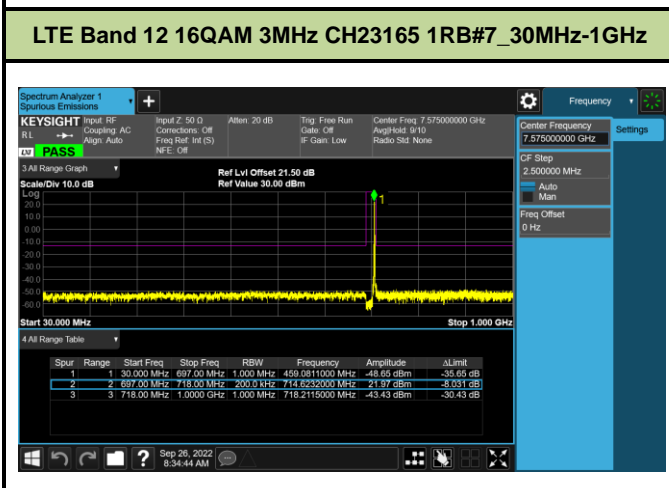 LTE Band 12 16QAM 3MHz CH23165 1RB#7_30MHz-1GHz
Spectrum Analyzer 1
Spurious Emissions
Frequency
KEYSIGHT Input: RF Input Z: 50 Ω Atten: 20 dB Trig: Free Run Center Freq: 7.575000000 GHz
R L Coupling: AC Corrections: Off Gate: Off Avg|Hold: 9/10
Align: Auto Freq Ref: Int (S) IF Gain: Low Radio Std: None
LXI PASS NFE: Off
Center Frequency
7.575000000 GHz
Settings
CF Step
2.500000 MHz
Auto
Man
Freq Offset
0 Hz
3 All Range Graph
Ref Lvl Offset 21.50 dB
Scale/Div 10.0 dB Ref Value 30.00 dBm
Log
20.0
10.0
0.00
-10.0
-20.0
-30.0
-40.0
-50.0
-60.0
1
Start 30.000 MHz Stop 1.000 GHz
4 All Range Table
Spur Range Start Freq Stop Freq RBW Frequency Amplitude ΔLimit
1 1 30.000 MHz 697.00 MHz 1.000 MHz 459.0811000 MHz -48.65 dBm -35.65 dB
2 2 697.00 MHz 718.00 MHz 200.0 kHz 714.6232000 MHz 21.97 dBm -8.031 dB
3 3 718.00 MHz 1.0000 GHz 1.000 MHz 718.2115000 MHz -43.43 dBm -30.43 dB
? Sep 26, 2022
8:34:44 AM